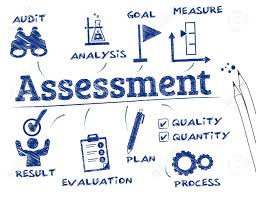 AUDIT
GOAL
MEASURE
ANALYSIS
Assessment
QUALITY
QUANTITY
RESULT
EVALUATION
PLAN
PROCESS